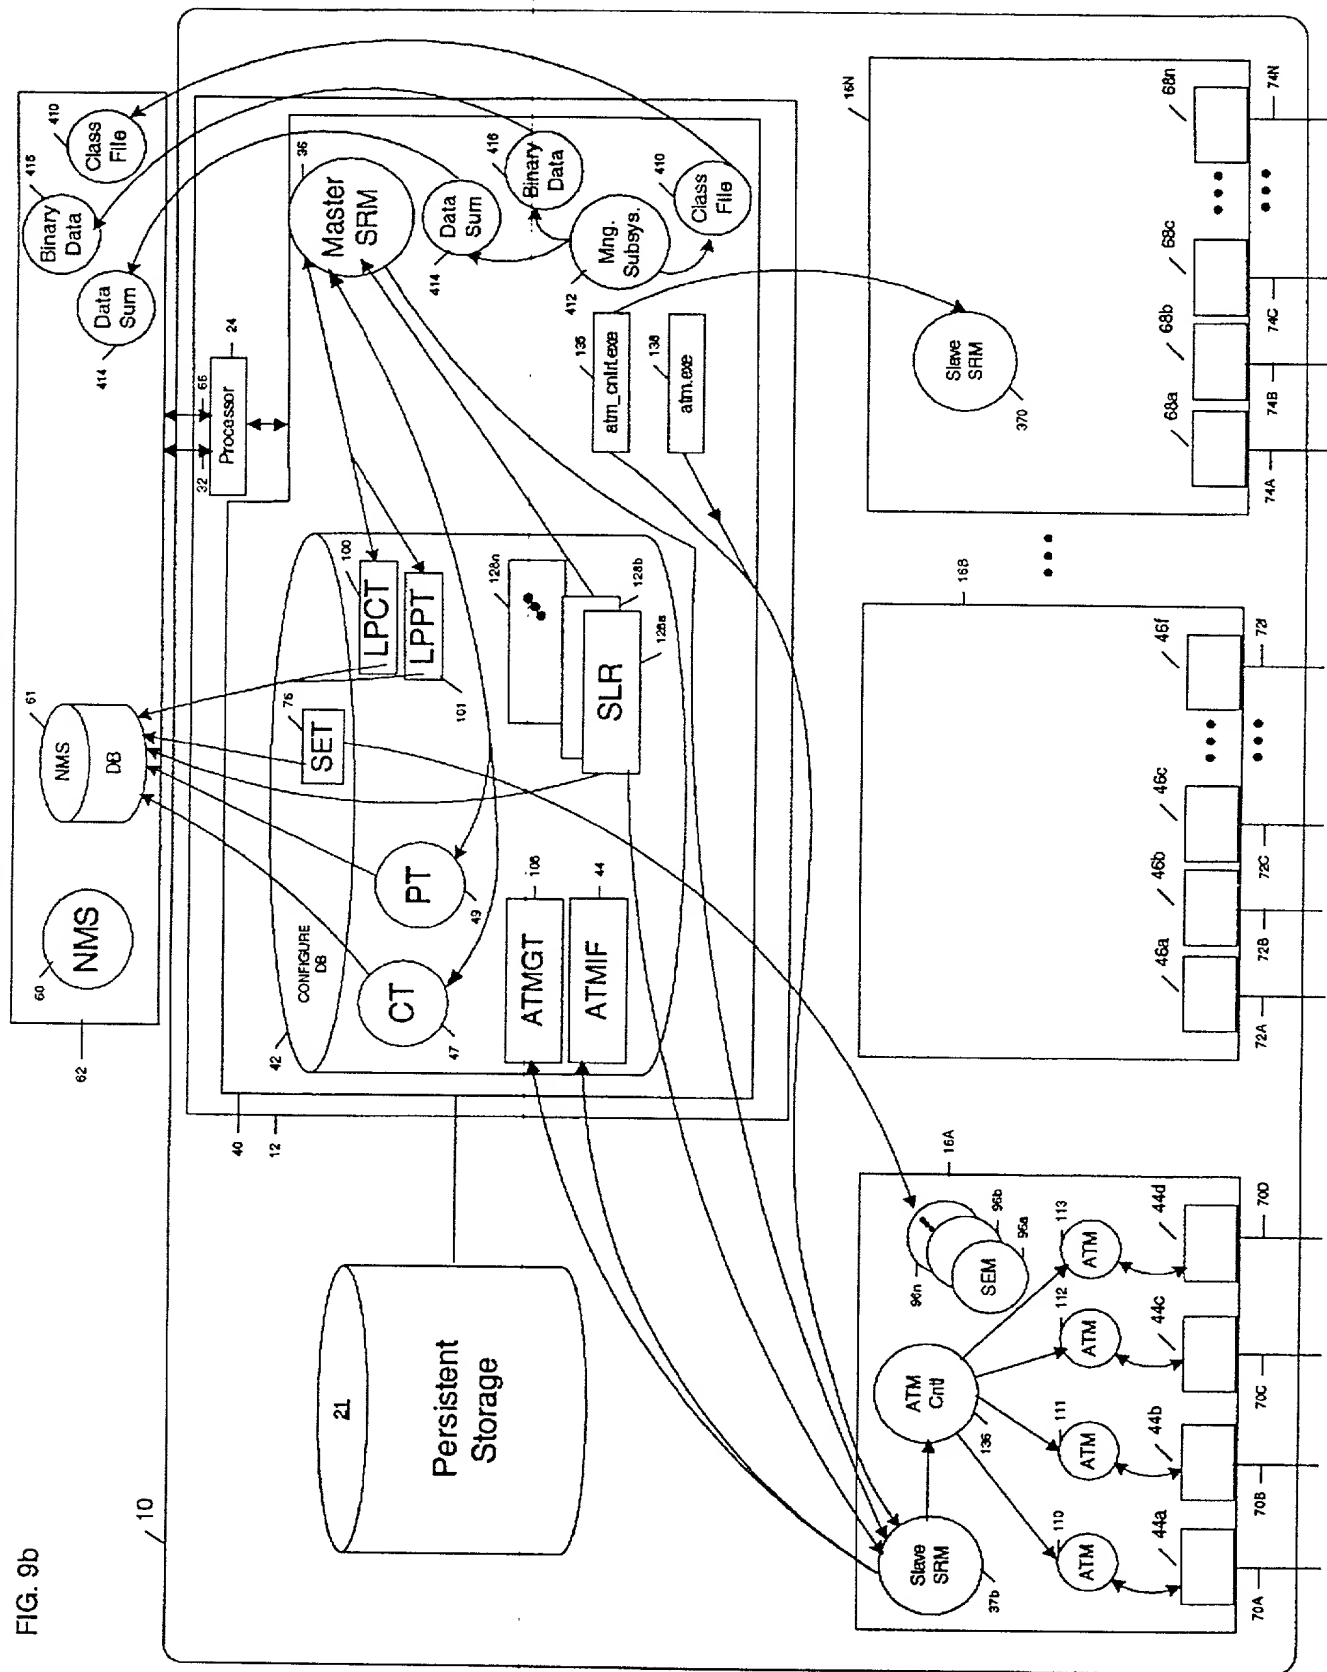 FIG. 9b
10
62
60
NMS
61
NMS
DB
414
Data
Sum
415
Binary
Data
410
Class
File
40
12
32
66
Processor
24
21
Persistent
Storage
42
CONFIGURE
DB
CT
47
PT
49
SET
76
100
LPCT
LPPT
101
ATMGT
108
ATMIF
44
128n
128b
SLR
128a
36
Master
SRM
Data
Sum
414
416
Binary
Data
Mng.
Subsys.
412
410
Class
File
135
atm_cntrl.exe
138
atm.exe
16A
Slave
SRM
37b
ATM
Cntl
136
96n
96b
96a
SEM
110
ATM
111
ATM
112
ATM
113
ATM
44a
44b
44c
44d
70A
70B
70C
70D
16B
46a
46b
46c
46f
72A
72B
72C
72I
16N
Slave
SRM
370
68a
68b
68c
68n
74A
74B
74C
74N